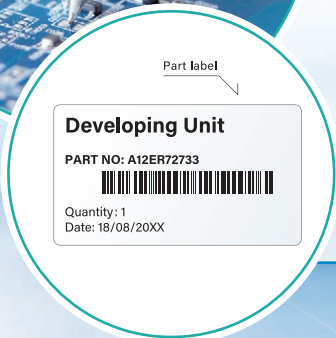 Part label
Developing Unit
PART NO: A12ER72733
Quantity: 1
Date: 18/08/20XX